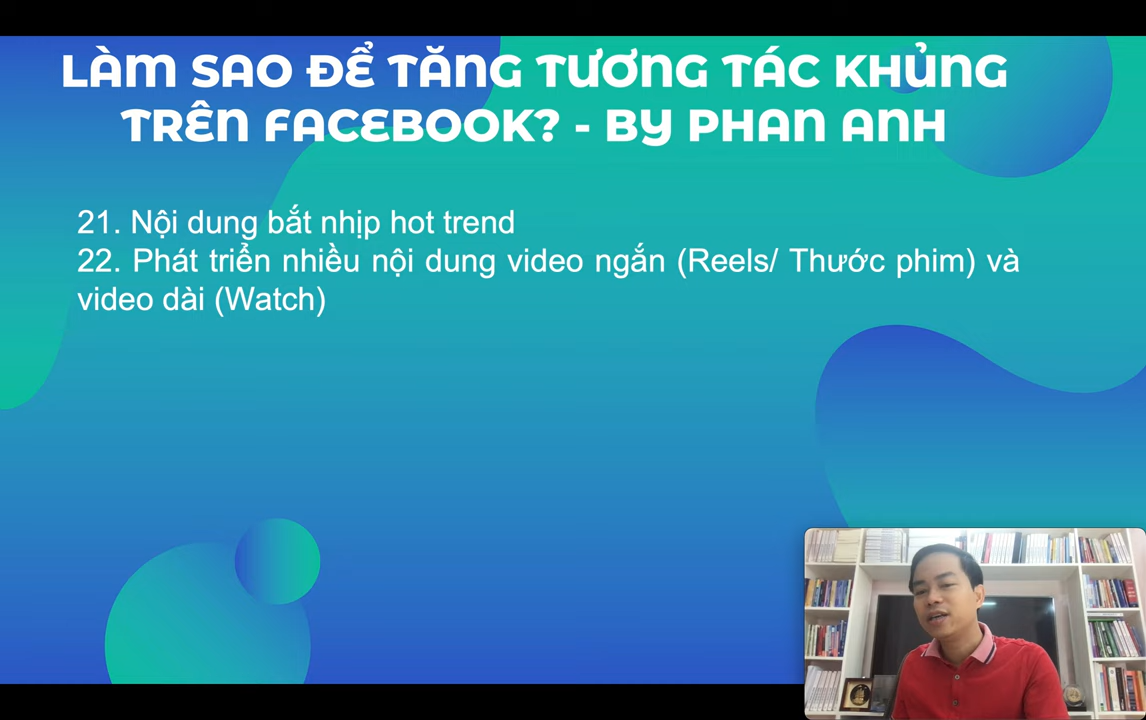 LÀM SAO ĐỂ TĂNG TƯƠNG TÁC KHỦNG
TRÊN FACEBOOK? - BY PHAN ANH
21. Nội dung bắt nhịp hot trend
22. Phát triển nhiều nội dung video ngắn (Reels/ Thước phim) và
video dài (Watch)